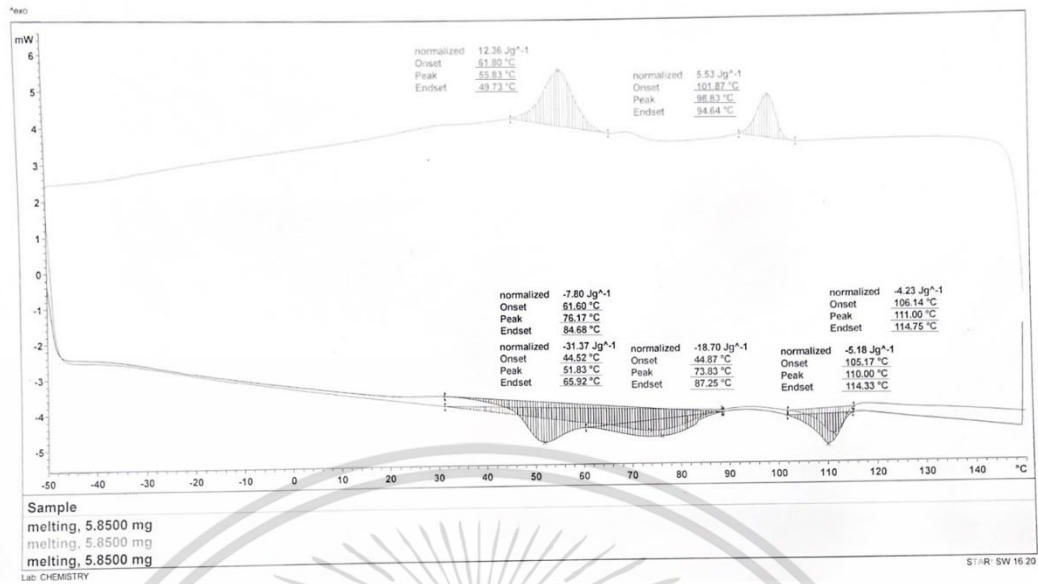 ^exo
mW
6
5
4
3
2
1
0
-1
-2
-3
-4
-5
normalized 12.36 Jg^-1
Onset 61.80 °C
Peak 55.83 °C
Endset 49.73 °C
normalized 5.53 Jg^-1
Onset 101.87 °C
Peak 98.83 °C
Endset 94.64 °C
normalized -7.80 Jg^-1
Onset 61.60 °C
Peak 76.17 °C
Endset 84.68 °C
normalized -31.37 Jg^-1
Onset 44.52 °C
Peak 51.83 °C
Endset 65.92 °C
normalized -18.70 Jg^-1
Onset 44.87 °C
Peak 73.83 °C
Endset 87.25 °C
normalized -4.23 Jg^-1
Onset 106.14 °C
Peak 111.00 °C
Endset 114.75 °C
normalized -5.18 Jg^-1
Onset 105.17 °C
Peak 110.00 °C
Endset 114.33 °C
-50 -40 -30 -20 -10 0 10 20 30 40 50 60 70 80 90 100 110 120 130 140 °C
Sample
melting, 5.8500 mg
melting, 5.8500 mg
melting, 5.8500 mg
Lab: CHEMISTRY
STAR SW 16.20